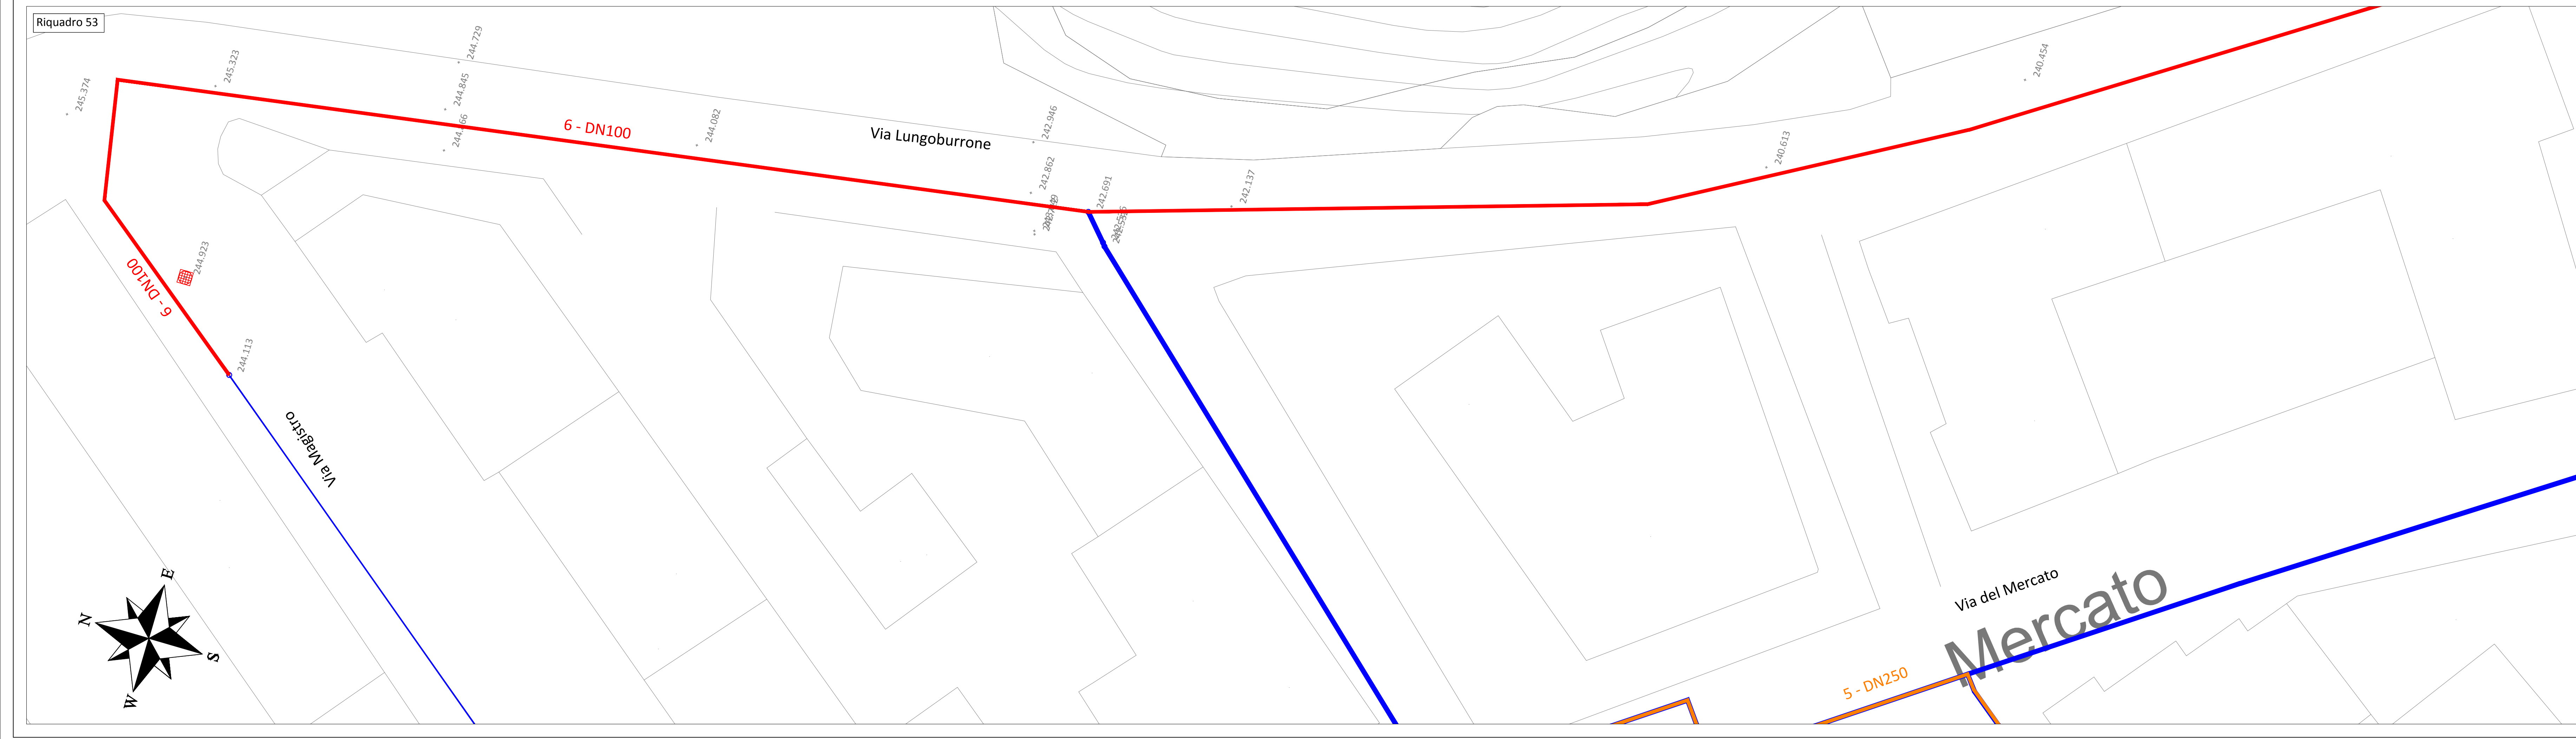 Riquadro 53
244.729
245.323
240.454
245.374
244.845
244.082
242.946
6 - DN100
Via Lungoburrone
240.613
242.862
242.691
242.137
244.923
6 - DN100
244.113
Via Magistro
E
N
S
W
Via del Mercato
Mercato
5 - DN250